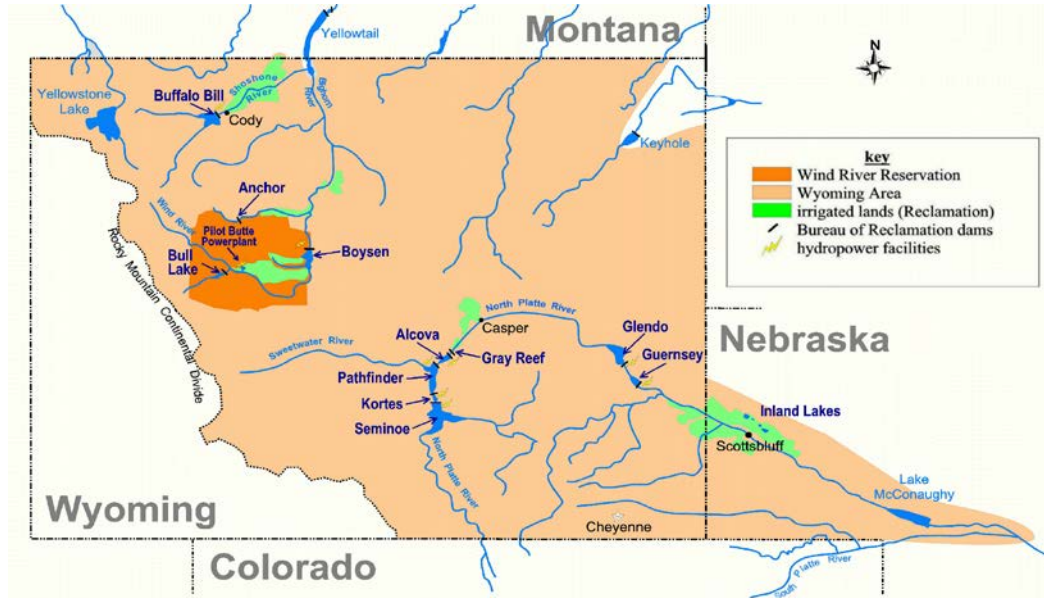 Montana
Yellowtail
N
Yellowstone
Lake
Buffalo Bill
Shoshone
River
Bighorn
River
Cody
Keyhole
key
Wind River Reservation
Wyoming Area
irrigated lands (Reclamation)
Bureau of Reclamation dams
hydropower facilities
Anchor
Wind River
Pilot Butte
Powerplant
Bull
Lake
Boysen
Rocky Mountain Continental Divide
North Platte River
Casper
Alcova
Gray Reef
Sweetwater River
Pathfinder
Kortes
Seminoe
Glendo
Guernsey
Nebraska
Inland Lakes
Scottsbluff
North Platte River
Lake
McConaughy
Wyoming
Cheyenne
Colorado
South Platte River